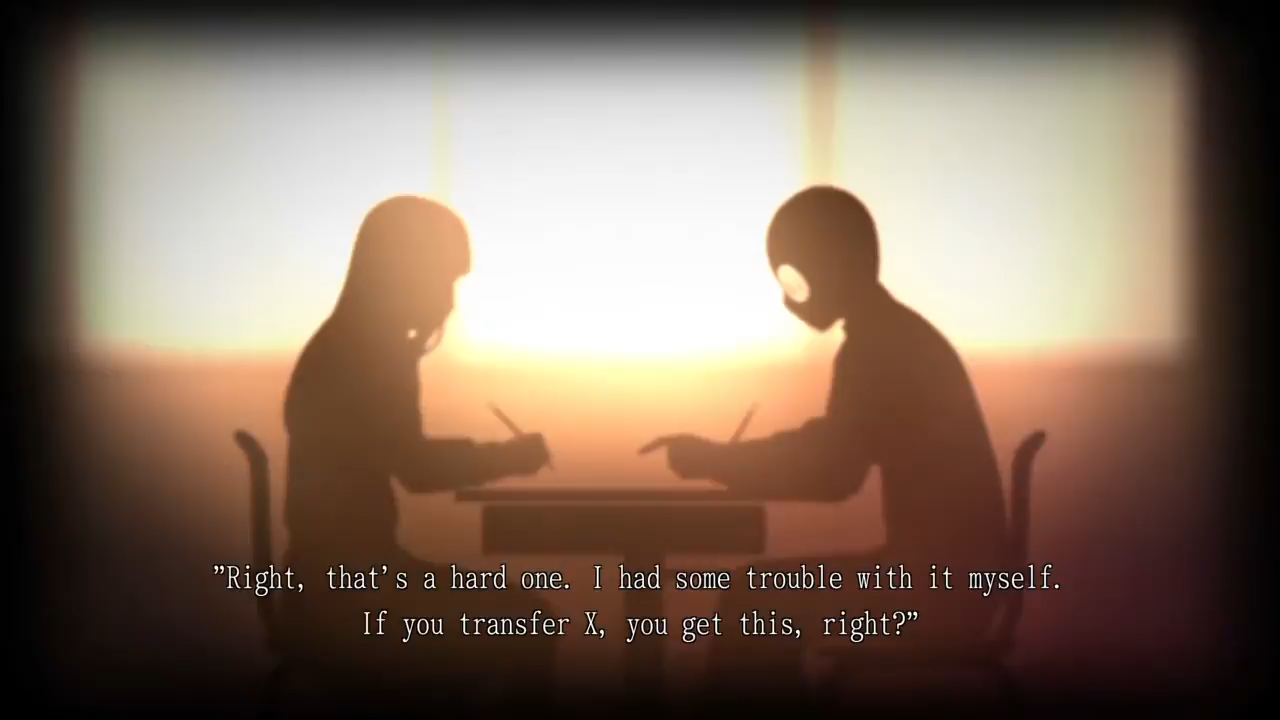 ”Right, that’s a hard one. I had some trouble with it myself.
If you transfer X, you get this, right?”